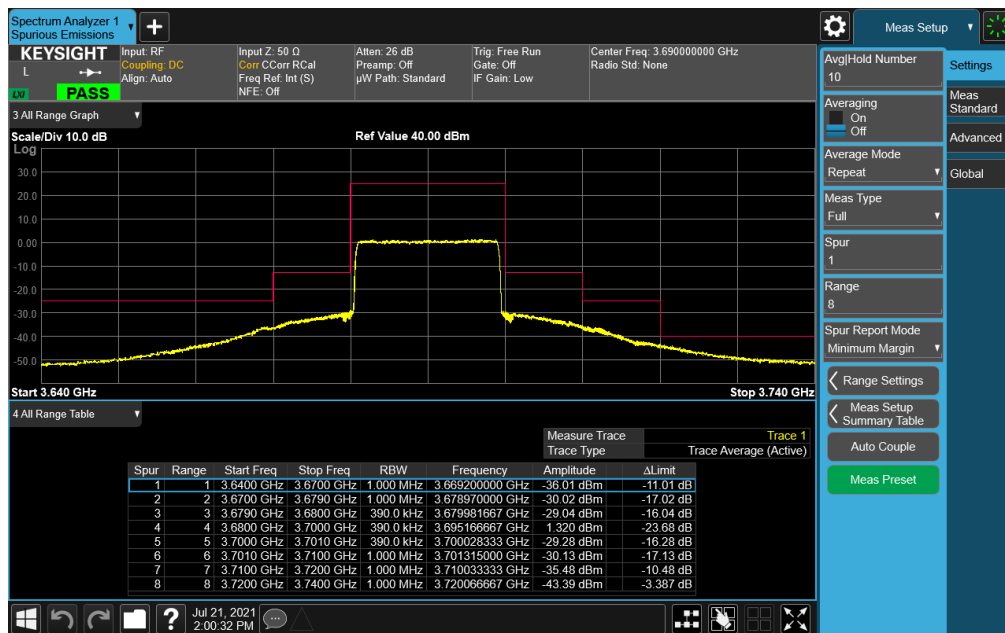 Spectrum Analyzer 1
Spurious Emissions
+
Meas Setup
KEYSIGHT
L
LXI
PASS
Input: RF
Coupling: DC
Align: Auto
Input Z: 50 Ω
Corr CCorr RCal
Freq Ref: Int (S)
NFE: Off
Atten: 26 dB
Preamp: Off
µW Path: Standard
Trig: Free Run
Gate: Off
IF Gain: Low
Center Freq: 3.690000000 GHz
Radio Std: None
3 All Range Graph
Scale/Div 10.0 dB
Ref Value 40.00 dBm
Log
30.0
20.0
10.0
0.00
-10.0
-20.0
-30.0
-40.0
-50.0
Start 3.640 GHz
Stop 3.740 GHz
4 All Range Table
Measure Trace Trace 1
Trace Type Trace Average (Active)
Spur Range Start Freq Stop Freq RBW Frequency Amplitude ΔLimit
1 1 3.6400 GHz 3.6700 GHz 1.000 MHz 3.669200000 GHz -36.01 dBm -11.01 dB
2 2 3.6700 GHz 3.6790 GHz 1.000 MHz 3.678970000 GHz -30.02 dBm -17.02 dB
3 3 3.6790 GHz 3.6800 GHz 390.0 kHz 3.679981667 GHz -29.04 dBm -16.04 dB
4 4 3.6800 GHz 3.7000 GHz 390.0 kHz 3.695166667 GHz 1.320 dBm -23.68 dB
5 5 3.7000 GHz 3.7010 GHz 390.0 kHz 3.700028333 GHz -29.28 dBm -16.28 dB
6 6 3.7010 GHz 3.7100 GHz 1.000 MHz 3.701315000 GHz -30.13 dBm -17.13 dB
7 7 3.7100 GHz 3.7200 GHz 1.000 MHz 3.710033333 GHz -35.48 dBm -10.48 dB
8 8 3.7200 GHz 3.7400 GHz 1.000 MHz 3.720066667 GHz -43.39 dBm -3.387 dB
Avg|Hold Number
10
Averaging
On
Off
Average Mode
Repeat
Meas Type
Full
Spur
1
Range
8
Spur Report Mode
Minimum Margin
Range Settings
Meas Setup
Summary Table
Auto Couple
Meas Preset
Settings
Meas
Standard
Advanced
Global
?
Jul 21, 2021
2:00:32 PM